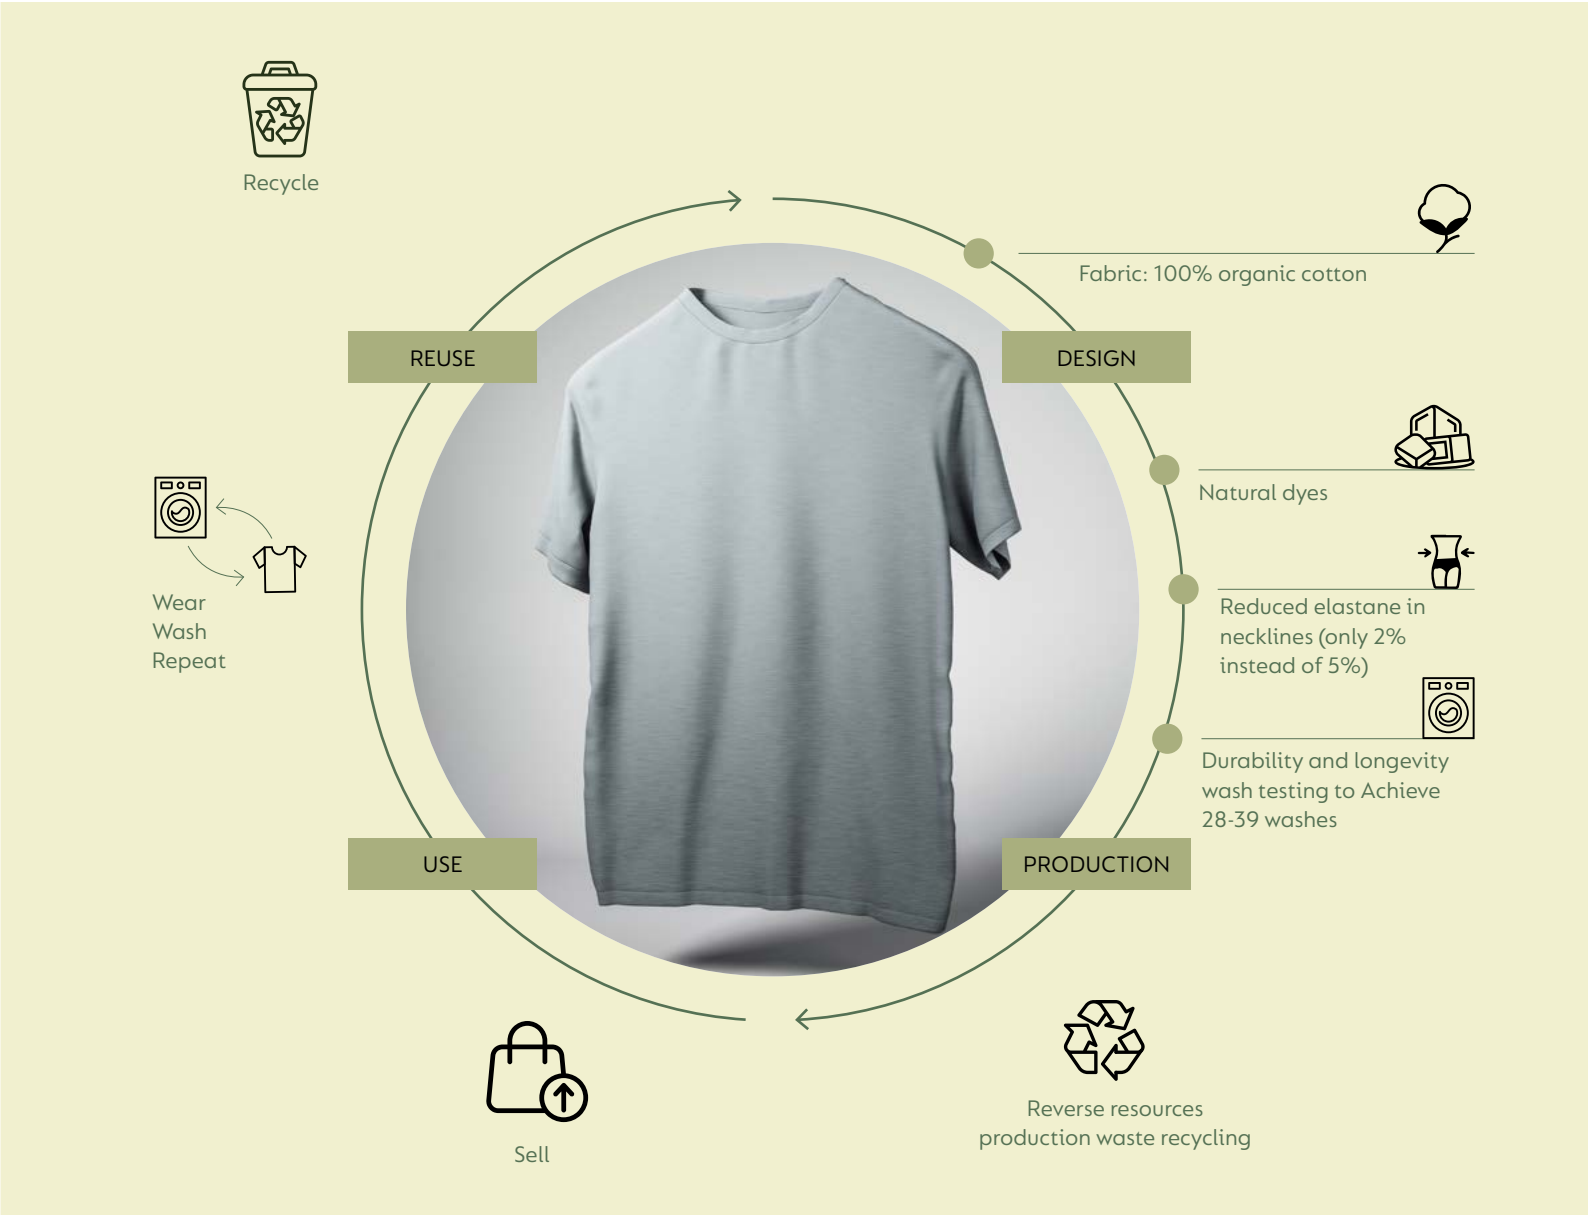 Recycle
Fabric: 100% organic cotton
REUSE
DESIGN
Natural dyes
Wear
Wash
Repeat
Reduced elastane in
necklines (only 2%
instead of 5%)
Durability and longevity
wash testing to Achieve
28-39 washes
USE
PRODUCTION
Reverse resources
production waste recycling
Sell